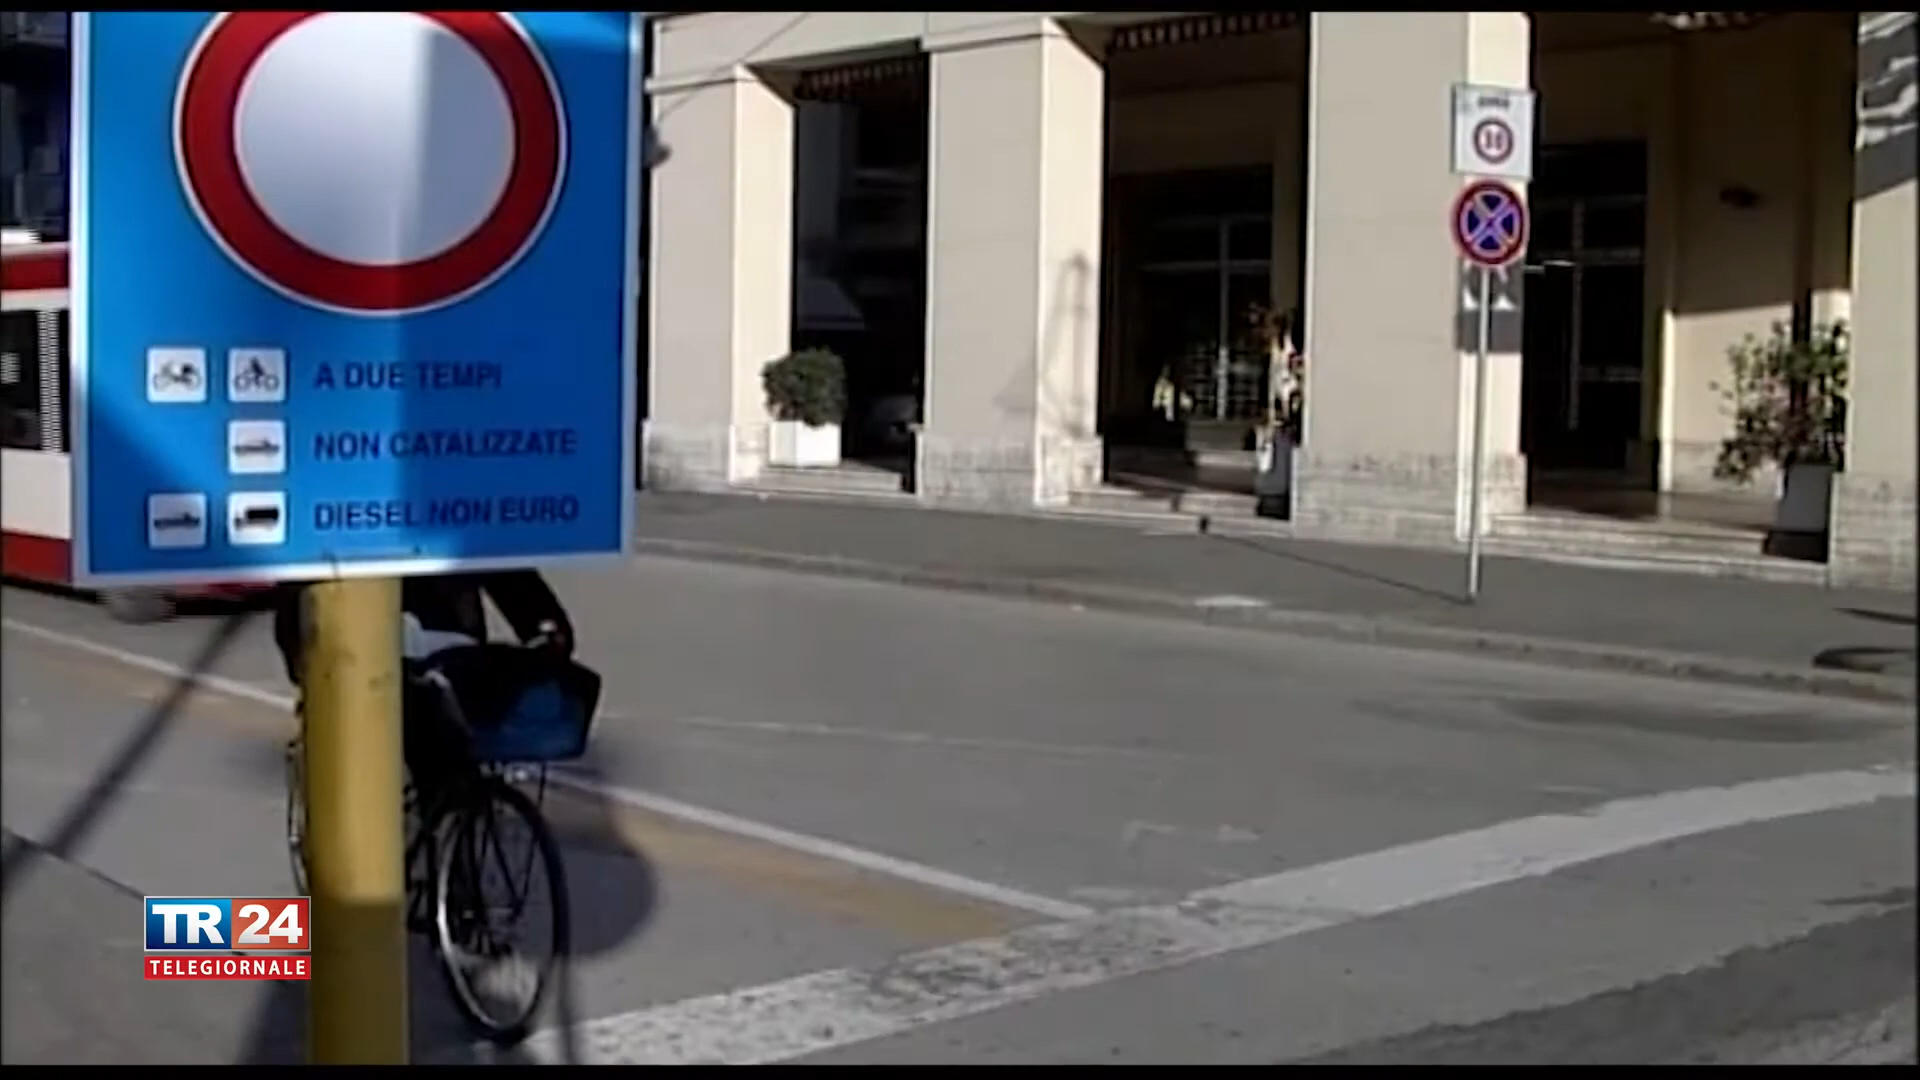 A DUE TEMPI
NON CATALIZZATE
DIESEL NON EURO
TR24
TELEGIORNALE